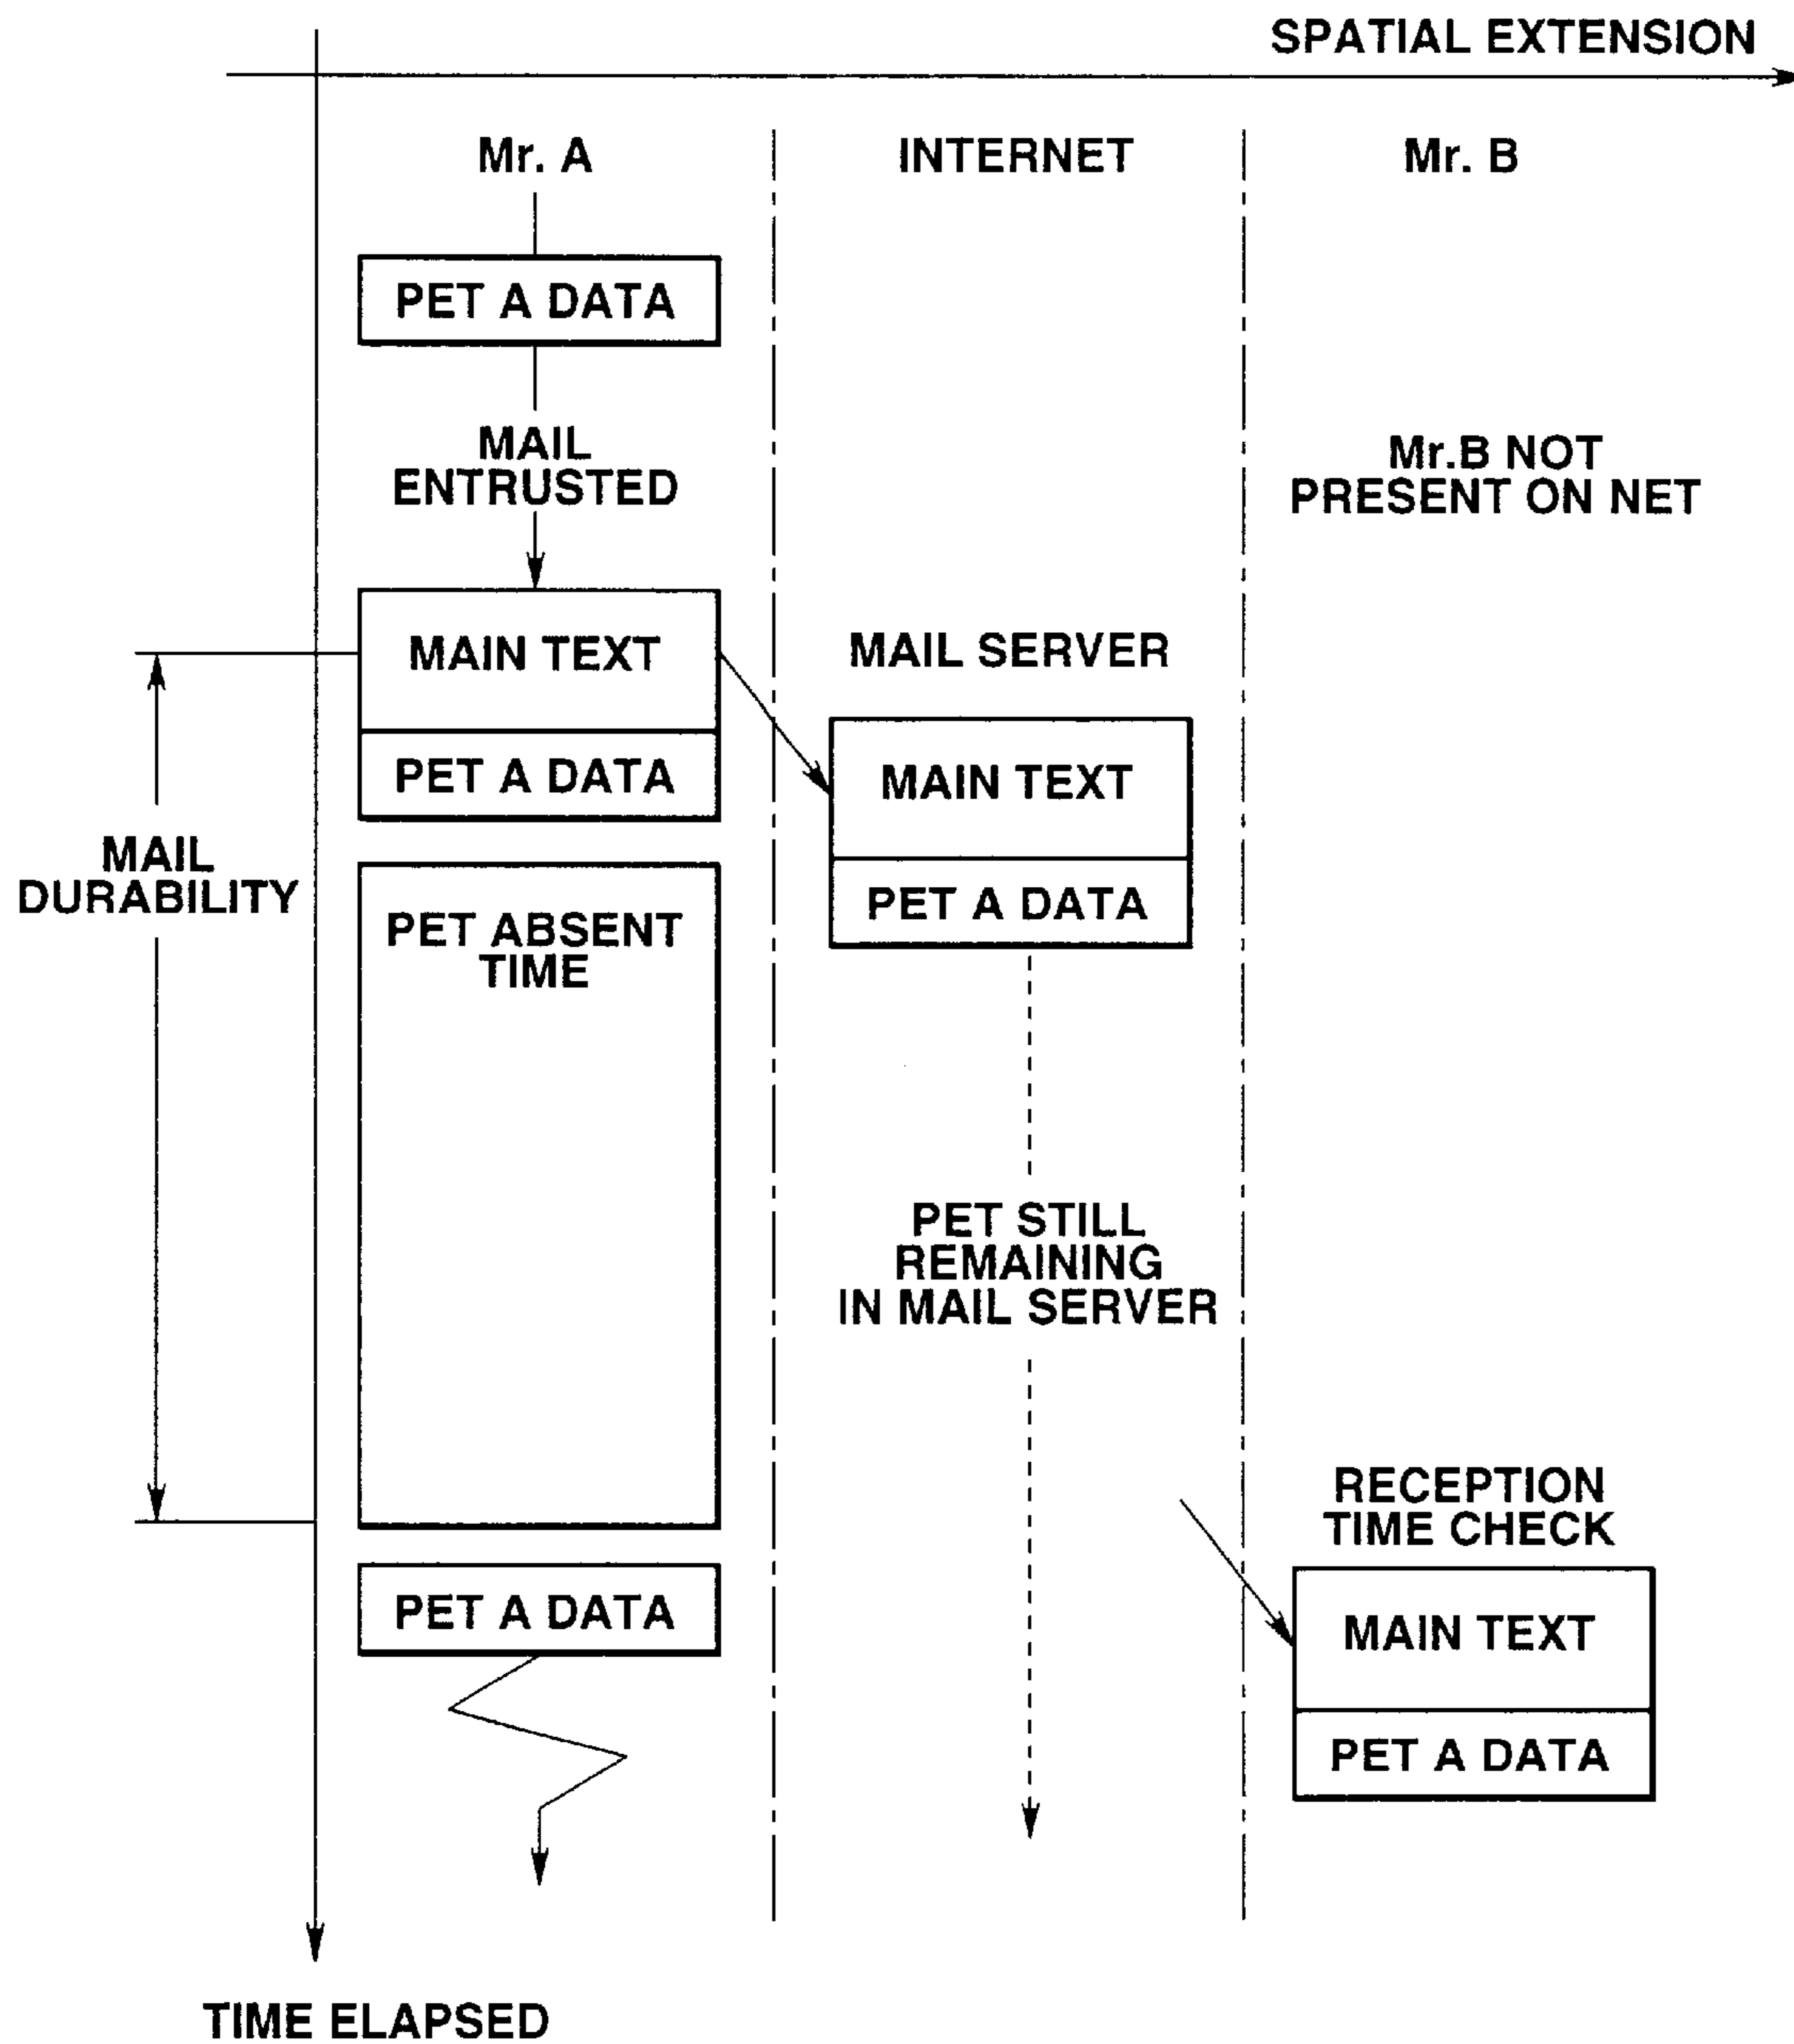 SPATIAL EXTENSION
Mr. A
INTERNET
Mr. B
PET A DATA
MAIL
ENTRUSTED
Mr.B NOT
PRESENT ON NET
MAIN TEXT
PET A DATA
MAIL SERVER
MAIN TEXT
PET A DATA
MAIL
DURABILITY
PET ABSENT
TIME
PET STILL
REMAINING
IN MAIL SERVER
RECEPTION
TIME CHECK
PET A DATA
MAIN TEXT
PET A DATA
TIME ELAPSED